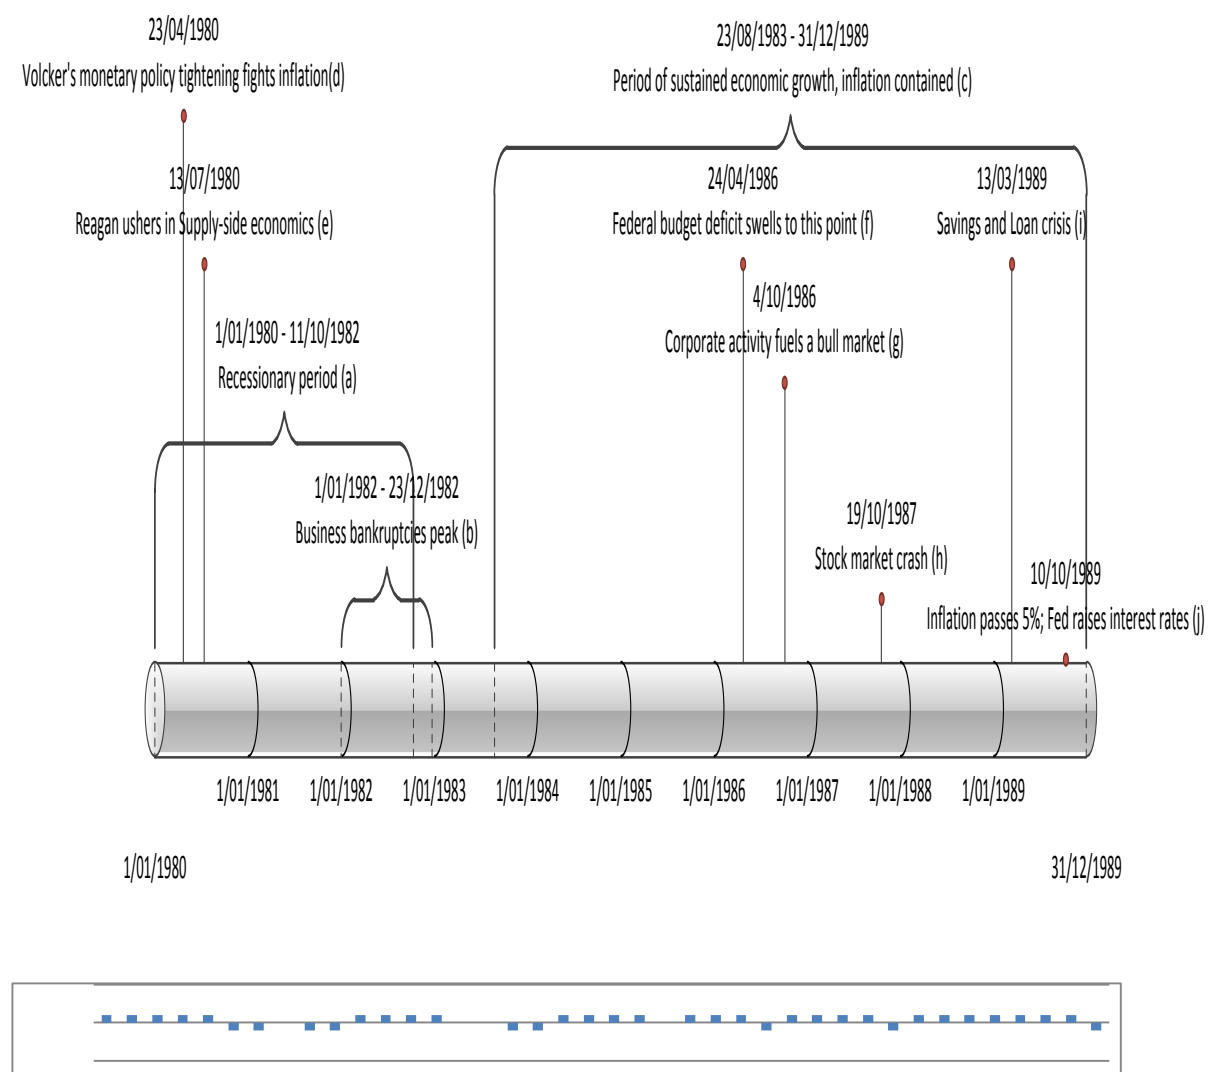 23/04/1980
Volcker's monetary policy tightening fights inflation(d)
23/08/1983 - 31/12/1989
Period of sustained economic growth, inflation contained (c)
13/07/1980
Reagan ushers in Supply-side economics (e)
24/04/1986
Federal budget deficit swells to this point (f)
13/03/1989
Savings and Loan crisis (i)
4/10/1986
Corporate activity fuels a bull market (g)
1/01/1980 - 11/10/1982
Recessionary period (a)
1/01/1982 - 23/12/1982
Business bankruptcies peak (b)
19/10/1987
Stock market crash (h)
10/10/1989
Inflation passes 5%; Fed raises interest rates (j)
1/01/1981 1/01/1982 1/01/1983 1/01/1984 1/01/1985 1/01/1986 1/01/1987 1/01/1988 1/01/1989
1/01/1980 31/12/1989